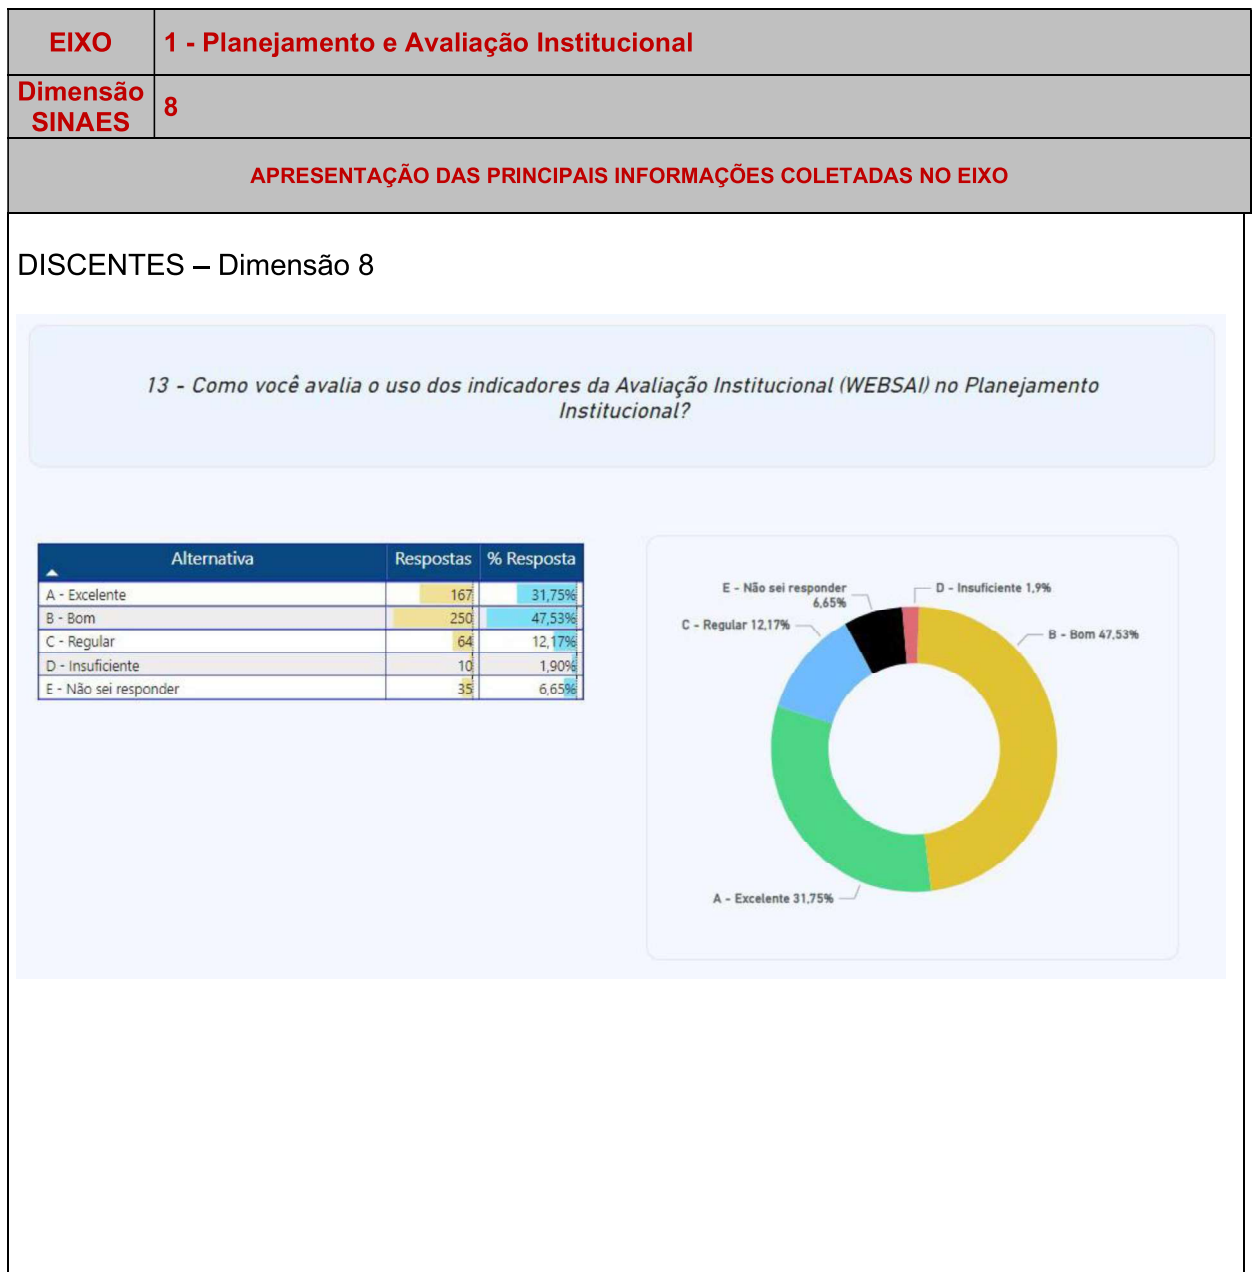 EIXO
1 - Planejamento e Avaliação Institucional
Dimensão
SINAES
8
APRESENTAÇÃO DAS PRINCIPAIS INFORMAÇÕES COLETADAS NO EIXO
DISCENTES – Dimensão 8
13 - Como você avalia o uso dos indicadores da Avaliação Institucional (WEBSAI) no Planejamento
Institucional?
Alternativa Respostas % Resposta
A - Excelente 167 31,75%
B - Bom 250 47,53%
C - Regular 64 12,17%
D - Insuficiente 10 1,90%
E - Não sei responder 35 6,65%
E - Não sei responder
6,65%
D - Insuficiente 1,9%
C - Regular 12,17%
B - Bom 47,53%
A - Excelente 31,75%